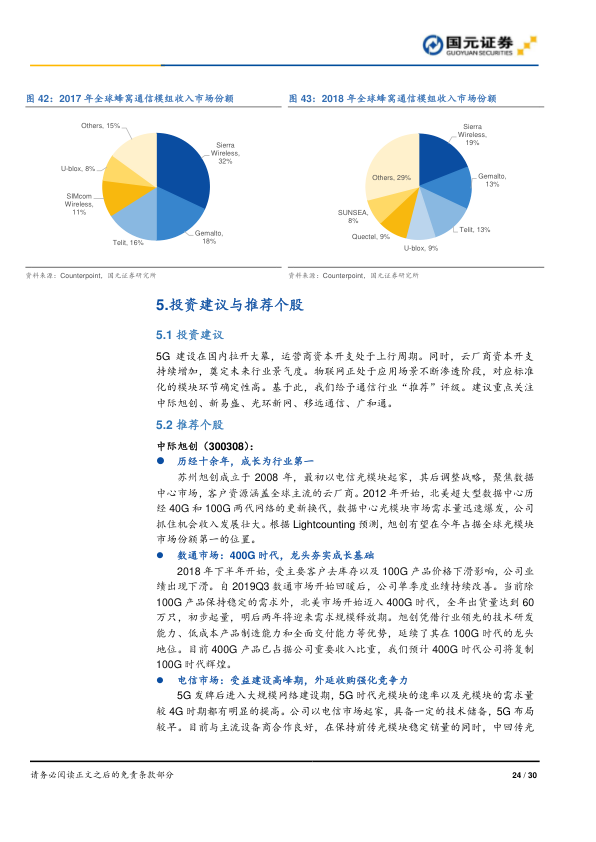 国元证券
GUOYUAN SECURITIES
图 42：2017 年全球蜂窝通信模组收入市场份额
Others, 15%
Sierra
Wireless,
32%
U-blox, 8%
SIMcom
Wireless,
11%
Telit, 16%
Gemalto,
18%
资料来源：Counterpoint，国元证券研究所
图 43：2018 年全球蜂窝通信模组收入市场份额
Sierra
Wireless,
19%
Others, 29%
Gemalto,
13%
SUNSEA,
8%
Quectel, 9%
Telit, 13%
U-blox, 9%
资料来源：Counterpoint，国元证券研究所
5.投资建议与推荐个股
5.1 投资建议
5G 建设在国内拉开大幕，运营商资本开支处于上行周期。同时，云厂商资本开支
持续增加，奠定未来行业景气度。物联网正处于应用场景不断渗透阶段，对应标准
化的模块环节确定性高。基于此，我们给予通信行业“推荐”评级。建议重点关注
中际旭创、新易盛、光环新网、移远通信、广和通。
5.2 推荐个股
中际旭创（300308）：
● 历经十余年，成长为行业第一
苏州旭创成立于 2008 年，最初以电信光模块起家，其后调整战略，聚焦数据
中心市场，客户资源涵盖全球主流的云厂商。2012 年开始，北美超大型数据中心历
经 40G 和 100G 两代网络的更新换代，数据中心光模块市场需求量迅速爆发，公司
抓住机会收入发展壮大。根据 Lightcounting 预测，旭创有望在今年占据全球光模块
市场份额第一的位置。
● 数通市场：400G 时代，龙头夯实成长基础
2018 年下半年开始，受主要客户去库存以及 100G 产品价格下滑影响，公司业
绩出现下滑。自 2019Q3 数通市场开始回暖后，公司单季度业绩持续改善。当前除
100G 产品保持稳定的需求外，北美市场开始迈入 400G 时代，全年出货量达到 60
万只，初步起量，明后两年将迎来需求规模释放期。旭创凭借行业领先的技术研发
能力、低成本产品制造能力和全面交付能力等优势，延续了其在 100G 时代的龙头
地位。目前 400G 产品已占据公司重要收入比重，我们预计 400G 时代公司将复制
100G 时代辉煌。
● 电信市场：受益建设高峰期，外延收购强化竞争力
5G 发牌后进入大规模网络建设期，5G 时代光模块的速率以及光模块的需求量
较 4G 时期都有明显的提高。公司以电信市场起家，具备一定的技术储备，5G 布局
较早。目前与主流设备商合作良好，在保持前传光模块稳定销量的同时，中回传光
请务必阅读正文之后的免责条款部分
24 / 30